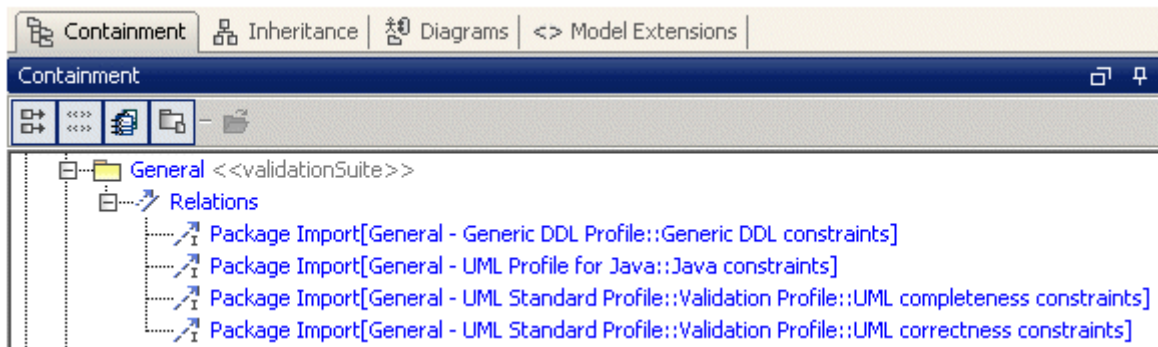 Containment Inheritance Diagrams <> Model Extensions
Containment
General <<validationSuite>>
Relations
Package Import[General - Generic DDL Profile::Generic DDL constraints]
Package Import[General - UML Profile for Java::Java constraints]
Package Import[General - UML Standard Profile::Validation Profile::UML completeness constraints]
Package Import[General - UML Standard Profile::Validation Profile::UML correctness constraints]